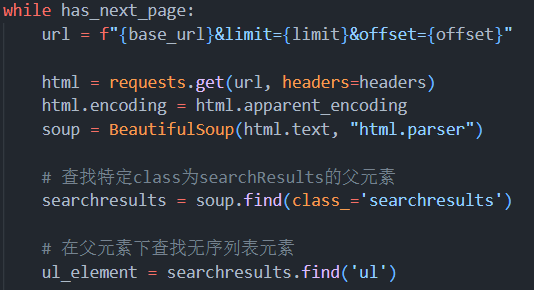 while has_next_page:
url = f"{base_url}&limit={limit}&offset={offset}"
html = requests.get(url, headers=headers)
html.encoding = html.apparent_encoding
soup = BeautifulSoup(html.text, "html.parser")
# 查找特定class为searchResults的父元素
searchresults = soup.find(class_='searchresults')
# 在父元素下查找无序列表元素
ul_element = searchresults.find('ul')